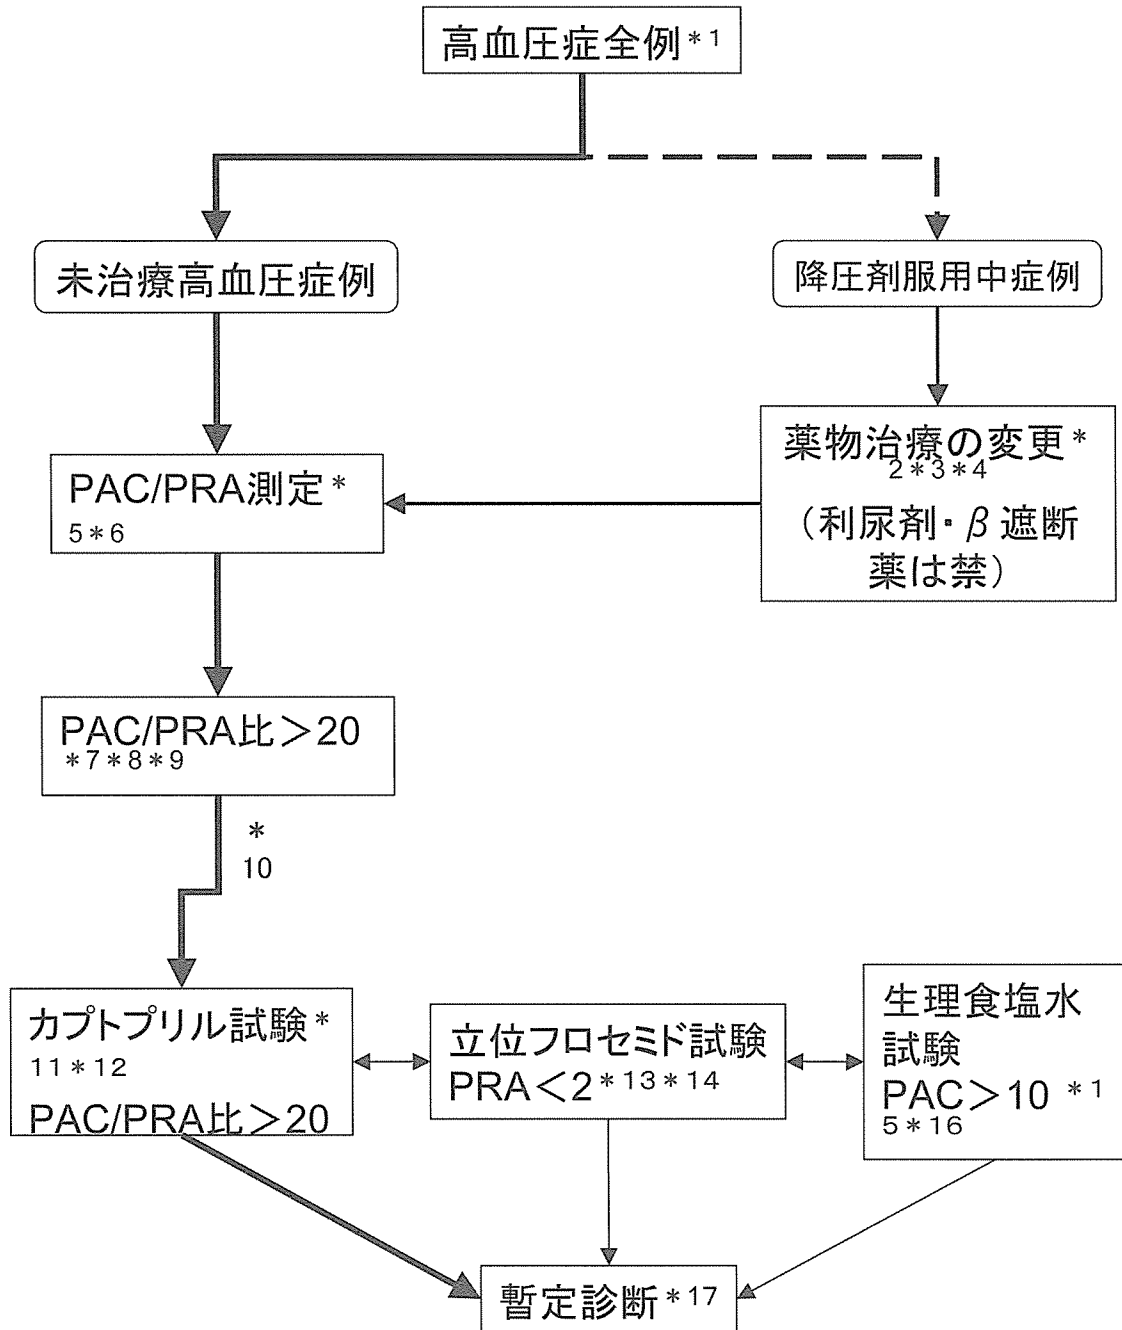 高血圧症全例*1
未治療高血圧症例
降圧剤服用中症例
薬物治療の変更*
2*3*4
(利尿剤・β遮断
薬は禁)
PAC/PRA測定*
5*6
PAC/PRA比>20
*7*8*9
*
10
カプトプリル試験*
11*12
PAC/PRA比>20
立位フロセミド試験
PRA<2*13*14
生理食塩水
試験
PAC>10 *1
5*16
暫定診断*17